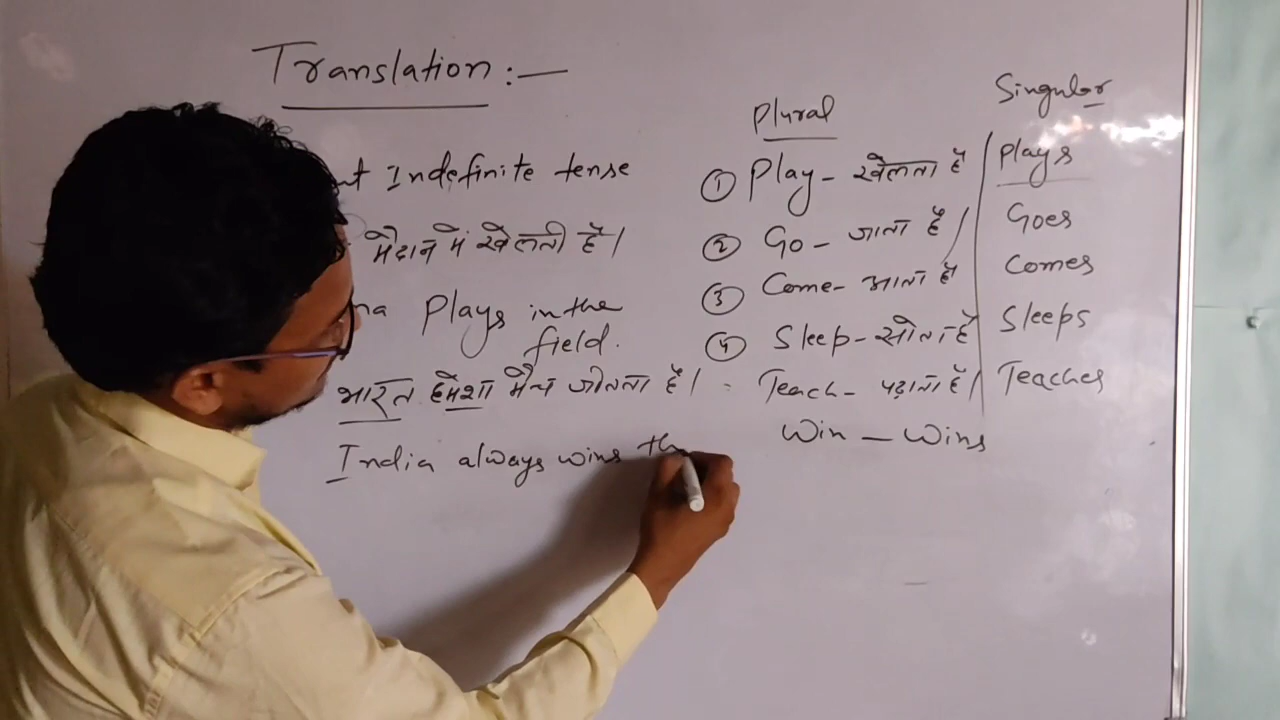 Translation :—
Indefinite tense
मैदान में खेलती है।
Plays in the
field.
भारत हमेशा मैच जीतता है।
India always wins th
Plural
① Play - खेलता है
② Go - जाता है
③ Come - आता है
④ Sleep - सोता है
Teach - पढ़ाता है
Win - Wins
Singular
Plays
Goes
Comes
Sleeps
Teaches